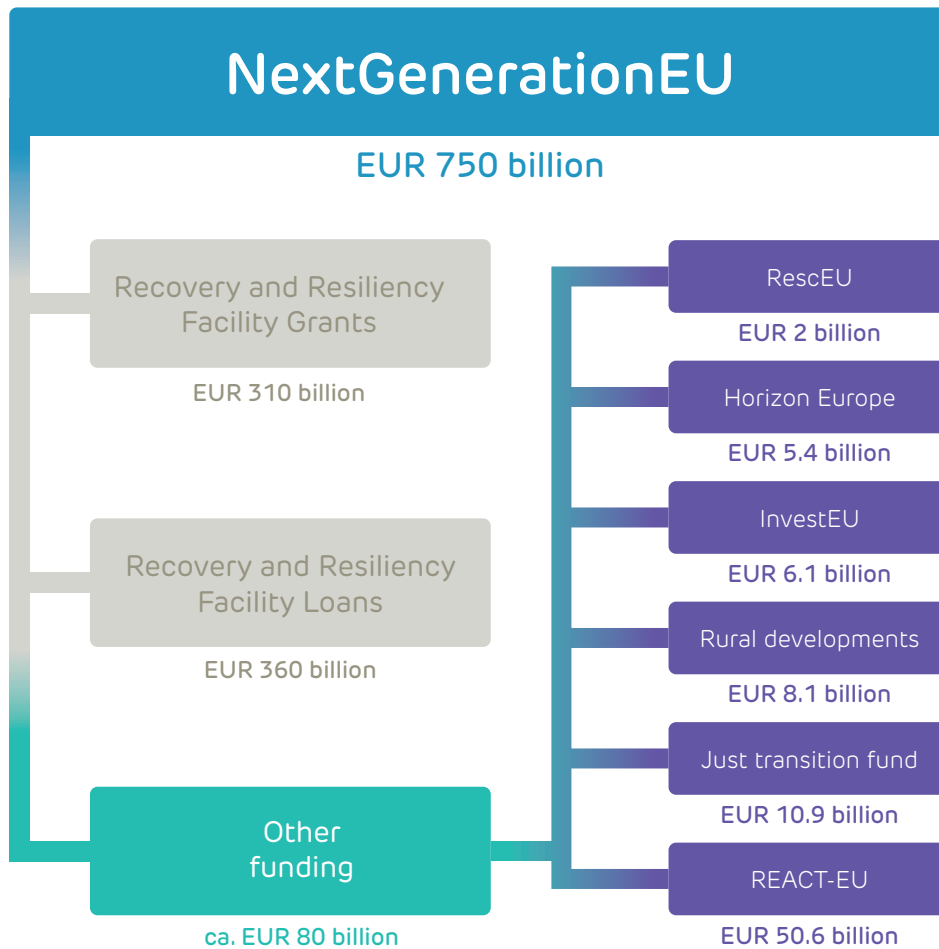 NextGenerationEU
EUR 750 billion
Recovery and Resiliency
Facility Grants
EUR 310 billion
Recovery and Resiliency
Facility Loans
EUR 360 billion
Other
funding
ca. EUR 80 billion
RescEU
EUR 2 billion
Horizon Europe
EUR 5.4 billion
InvestEU
EUR 6.1 billion
Rural developments
EUR 8.1 billion
Just transition fund
EUR 10.9 billion
REACT-EU
EUR 50.6 billion